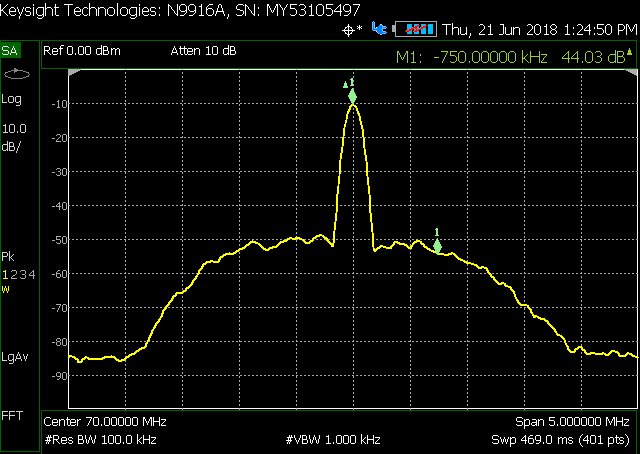 Keysight Technologies: N9916A, SN: MY53105497
Thu, 21 Jun 2018 1:24:50 PM
SA Ref 0.00 dBm Atten 10 dB M1: -750.00000 kHz 44.03 dB
1
Log
-10
10.0
dB/
-20
-30
-40
1
-50
Pk
-60
1234
W
-70
-80
LgAv
-90
FFT
Center 70.00000 MHz Span 5.000000 MHz
#Res BW 100.0 kHz #VBW 1.000 kHz Swp 469.0 ms (401 pts)